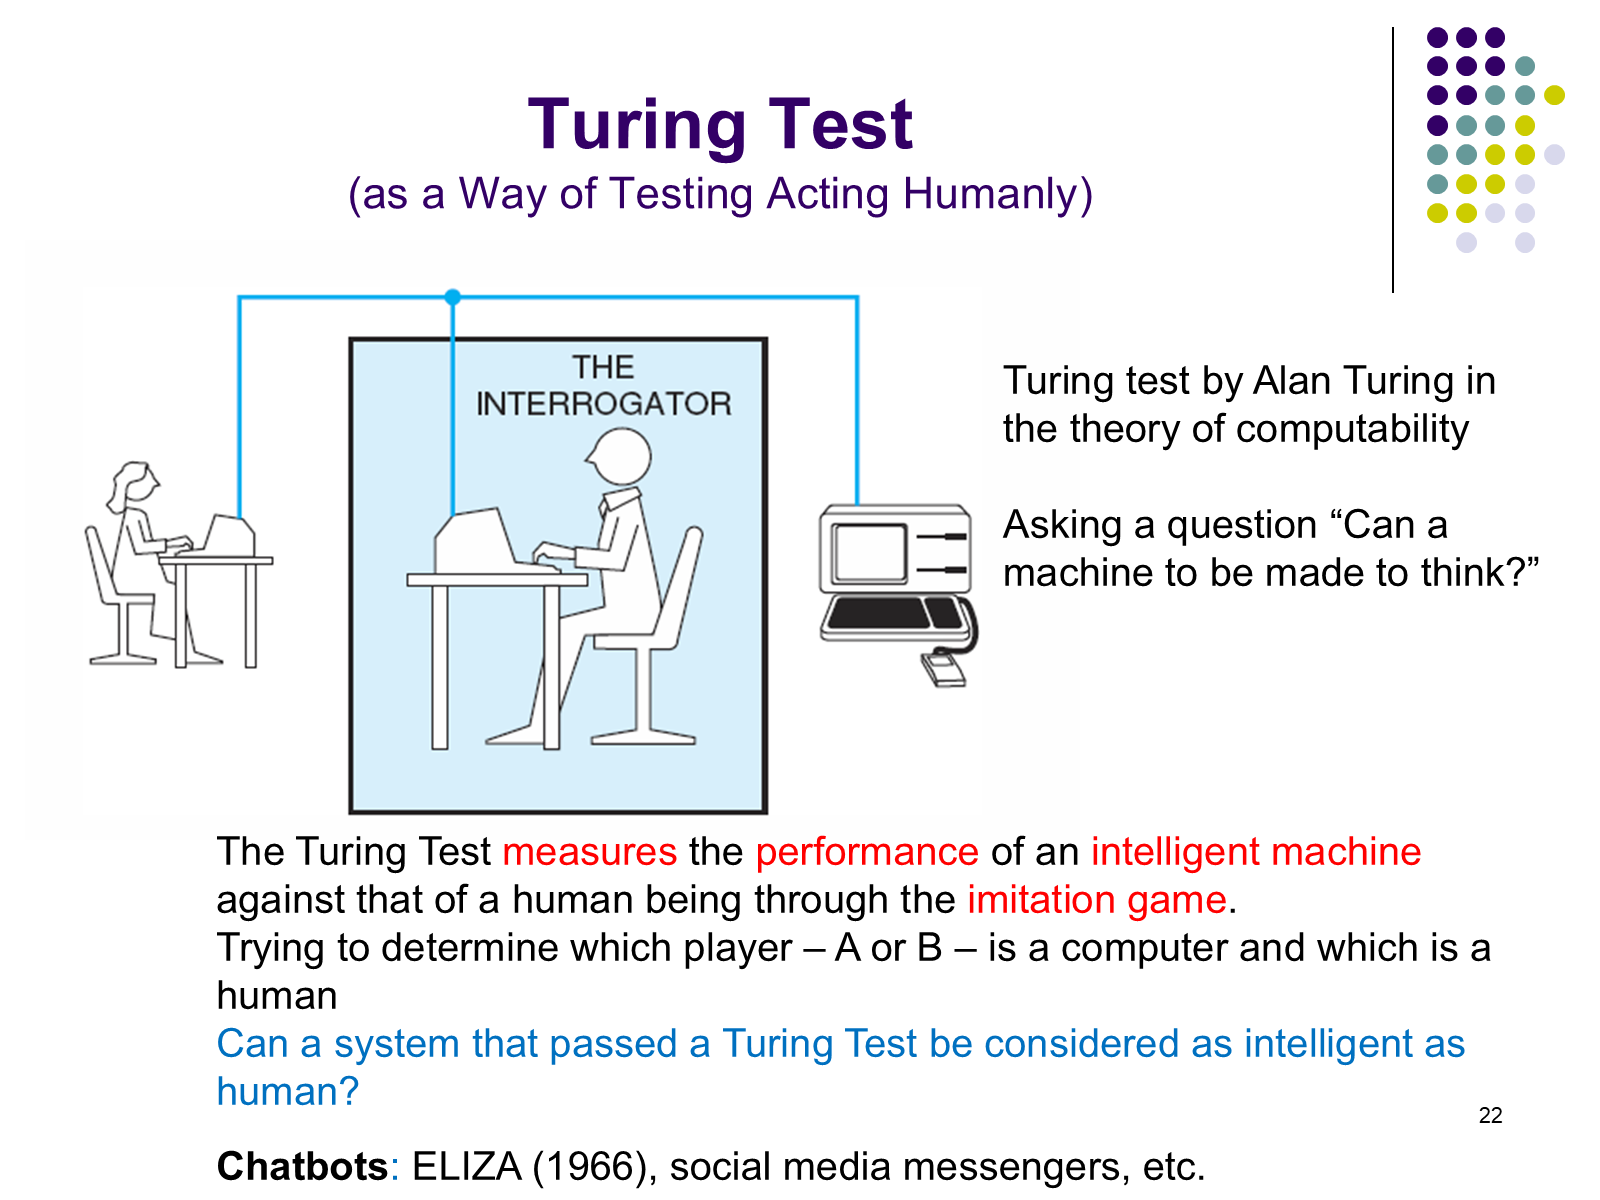 Turing Test
(as a Way of Testing Acting Humanly)
THE
INTERROGATOR
Turing test by Alan Turing in
the theory of computability
Asking a question “Can a
machine to be made to think?”
The Turing Test measures the performance of an intelligent machine
against that of a human being through the imitation game.
Trying to determine which player – A or B – is a computer and which is a
human
Can a system that passed a Turing Test be considered as intelligent as
human?
22
Chatbots: ELIZA (1966), social media messengers, etc.